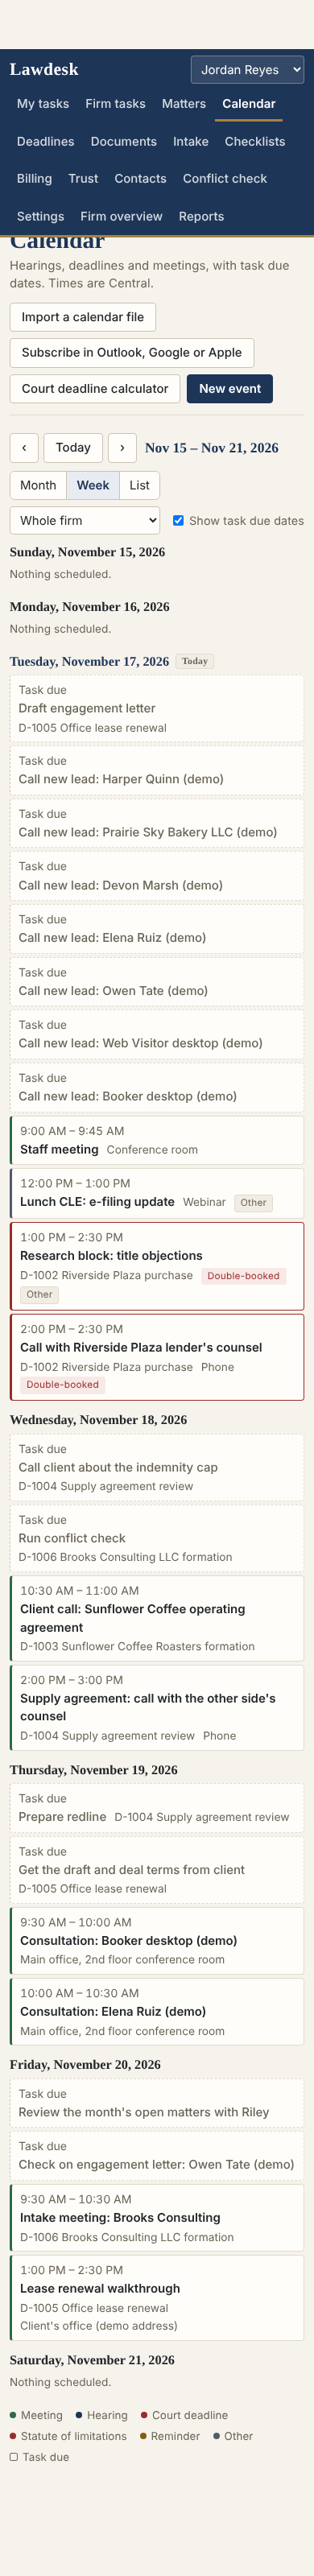 Lawdesk
Jordan Reyes
My tasks Firm tasks Matters Calendar
Deadlines Documents Intake Checklists
Billing Trust Contacts Conflict check
Settings Firm overview Reports
Calendar
Hearings, deadlines and meetings, with task due
dates. Times are Central.
Import a calendar file
Subscribe in Outlook, Google or Apple
Court deadline calculator New event
‹ Today › Nov 15 – Nov 21, 2026
Month Week List
Whole firm Show task due dates
Sunday, November 15, 2026
Nothing scheduled.
Monday, November 16, 2026
Nothing scheduled.
Tuesday, November 17, 2026 Today
Task due
Draft engagement letter
D-1005 Office lease renewal
Task due
Call new lead: Harper Quinn (demo)
Task due
Call new lead: Prairie Sky Bakery LLC (demo)
Task due
Call new lead: Devon Marsh (demo)
Task due
Call new lead: Elena Ruiz (demo)
Task due
Call new lead: Owen Tate (demo)
Task due
Call new lead: Web Visitor desktop (demo)
Task due
Call new lead: Booker desktop (demo)
9:00 AM – 9:45 AM
Staff meeting Conference room
12:00 PM – 1:00 PM
Lunch CLE: e-filing update Webinar Other
1:00 PM – 2:30 PM
Research block: title objections
D-1002 Riverside Plaza purchase Double-booked
Other
2:00 PM – 2:30 PM
Call with Riverside Plaza lender's counsel
D-1002 Riverside Plaza purchase Phone
Double-booked
Wednesday, November 18, 2026
Task due
Call client about the indemnity cap
D-1004 Supply agreement review
Task due
Run conflict check
D-1006 Brooks Consulting LLC formation
10:30 AM – 11:00 AM
Client call: Sunflower Coffee operating
agreement
D-1003 Sunflower Coffee Roasters formation
2:00 PM – 3:00 PM
Supply agreement: call with the other side's
counsel
D-1004 Supply agreement review Phone
Thursday, November 19, 2026
Task due
Prepare redline D-1004 Supply agreement review
Task due
Get the draft and deal terms from client
D-1005 Office lease renewal
9:30 AM – 10:00 AM
Consultation: Booker desktop (demo)
Main office, 2nd floor conference room
10:00 AM – 10:30 AM
Consultation: Elena Ruiz (demo)
Main office, 2nd floor conference room
Friday, November 20, 2026
Task due
Review the month's open matters with Riley
Task due
Check on engagement letter: Owen Tate (demo)
9:30 AM – 10:30 AM
Intake meeting: Brooks Consulting
D-1006 Brooks Consulting LLC formation
1:00 PM – 2:30 PM
Lease renewal walkthrough
D-1005 Office lease renewal
Client's office (demo address)
Saturday, November 21, 2026
Nothing scheduled.
Meeting Hearing Court deadline
Statute of limitations Reminder Other
Task due